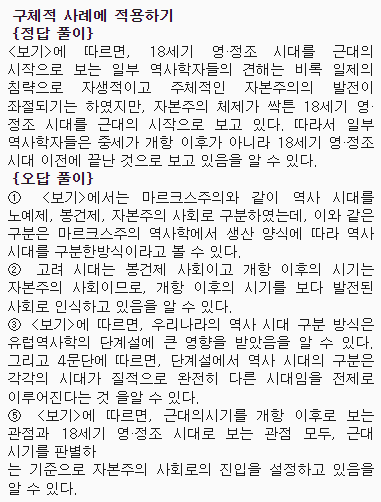 구체적 사례에 적용하기
{정답 풀이}
<보기>에 따르면, 18세기 영·정조 시대를 근대의
시작으로 보는 일부 역사학자들의 견해는 비록 일제의
침략으로 자생적이고 주체적인 자본주의의 발전이
좌절되기는 하였지만, 자본주의 체제가 싹튼 18세기 영·
정조 시대를 근대의 시작으로 보고 있다. 따라서 일부
역사학자들은 중세가 개항 이후가 아니라 18세기 영·정조
시대 이전에 끝난 것으로 보고 있음을 알 수 있다.
{오답 풀이}
① <보기>에서는 마르크스주의와 같이 역사 시대를
노예제, 봉건제, 자본주의 사회로 구분하였는데, 이와 같은
구분은 마르크스주의 역사학에서 생산 양식에 따라 역사
시대를 구분한방식이라고 볼 수 있다.
② 고려 시대는 봉건제 사회이고 개항 이후의 시기는
자본주의 사회이므로, 개항 이후의 시기를 보다 발전된
사회로 인식하고 있음을 알 수 있다.
③ <보기>에 따르면, 우리나라의 역사 시대 구분 방식은
유럽역사학의 단계설에 큰 영향을 받았음을 알 수 있다.
그리고 4문단에 따르면, 단계설에서 역사 시대의 구분은
각각의 시대가 질적으로 완전히 다른 시대임을 전제로
이루어진다는 것 을알 수 있다.
⑤ <보기>에 따르면, 근대의시기를 개항 이후로 보는
관점과 18세기 영·정조 시대로 보는 관점 모두, 근대
시기를 판별하
는 기준으로 자본주의 사회로의 진입을 설정하고 있음을
알 수 있다.